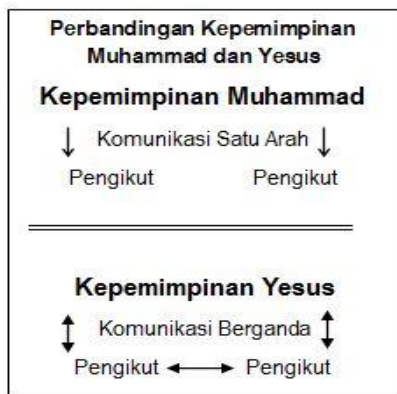 Perbandingan Kepemimpinan
Muhammad dan Yesus
Kepemimpinan Muhammad
Komunikasi Satu Arah
Pengikut Pengikut
Kepemimpinan Yesus
Komunikasi Berganda
Pengikut Pengikut